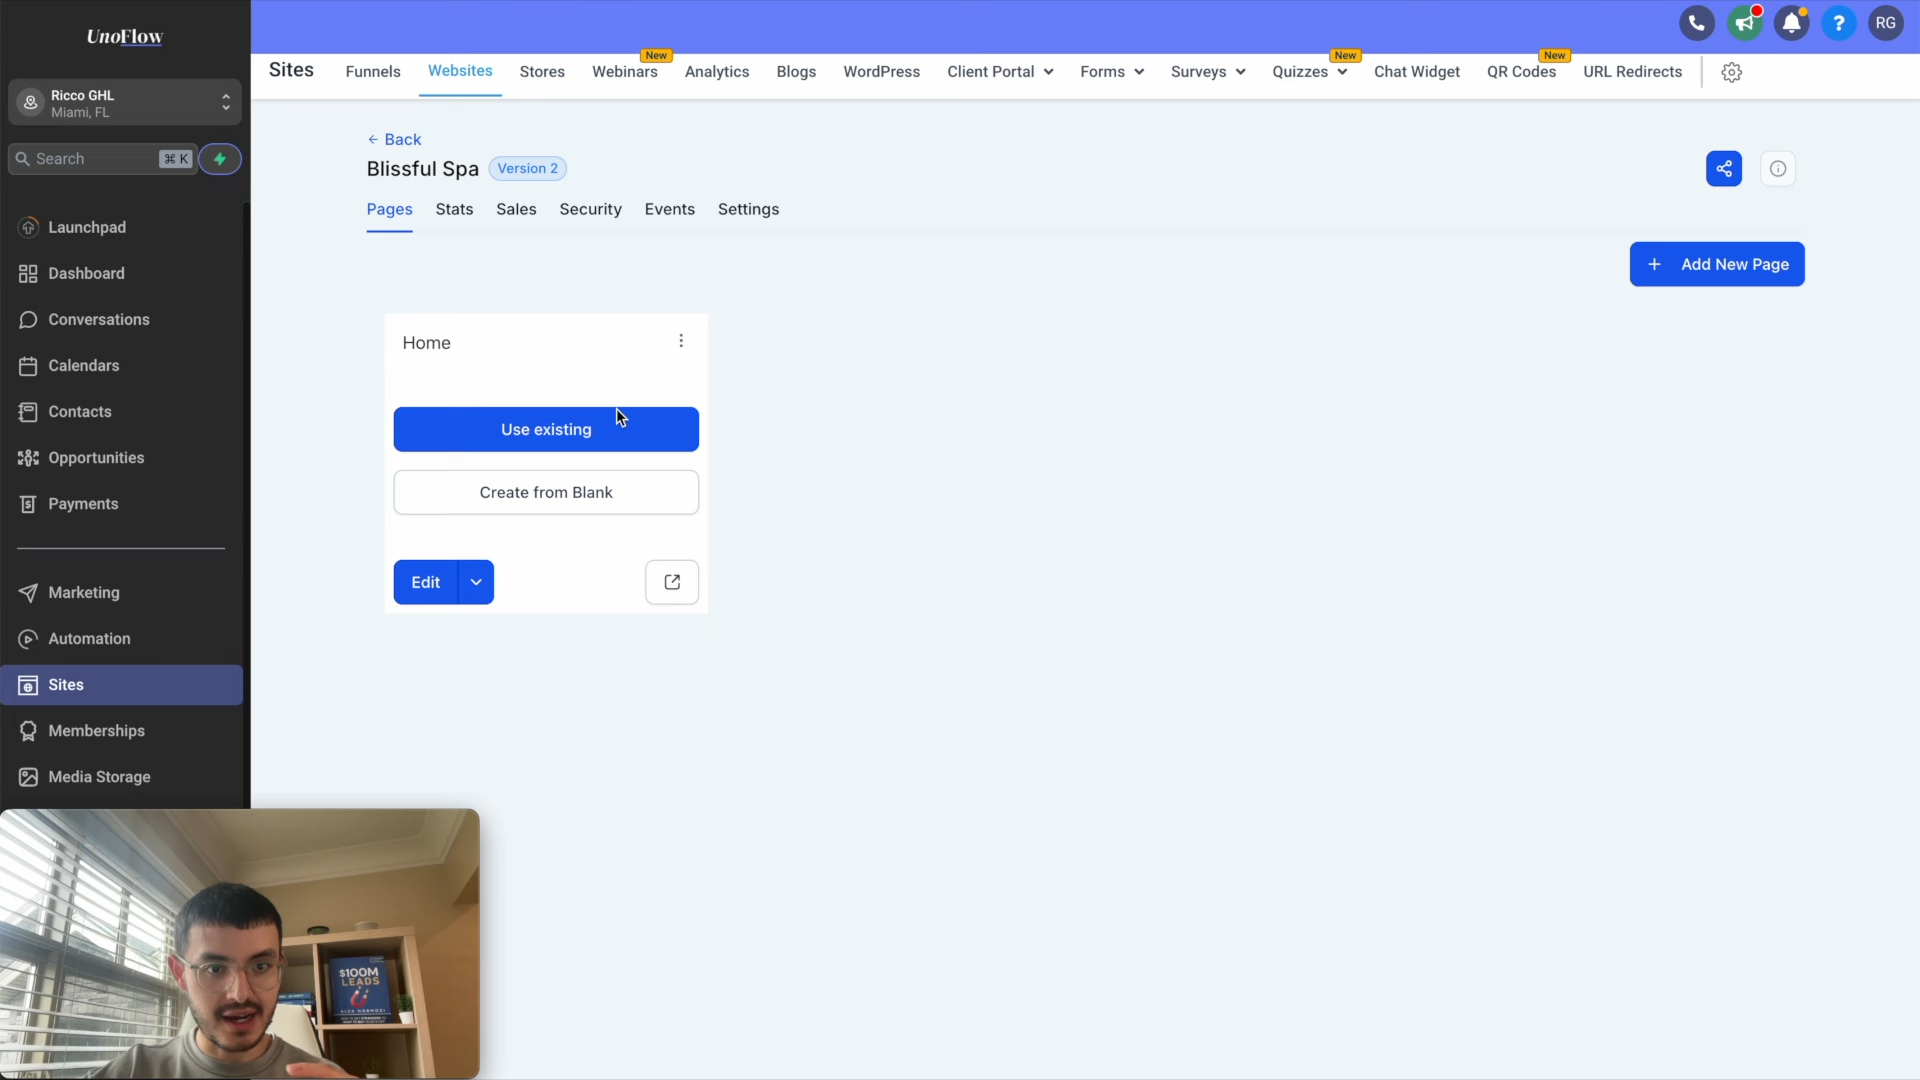 UnoFlow
RG
Ricco GHL
Miami, FL
Search
⌘ K
Sites
Funnels
Websites
Stores
Webinars
New
Analytics
Blogs
WordPress
Client Portal
Forms
Surveys
Quizzes
New
Chat Widget
QR Codes
New
URL Redirects
Launchpad
Dashboard
Conversations
Calendars
Contacts
Opportunities
Payments
Marketing
Automation
Sites
Memberships
Media Storage
← Back
Blissful Spa
Version 2
Pages
Stats
Sales
Security
Events
Settings
+ Add New Page
Home
Use existing
Create from Blank
Edit
$100M
LEADS
ALEX HORMOZI